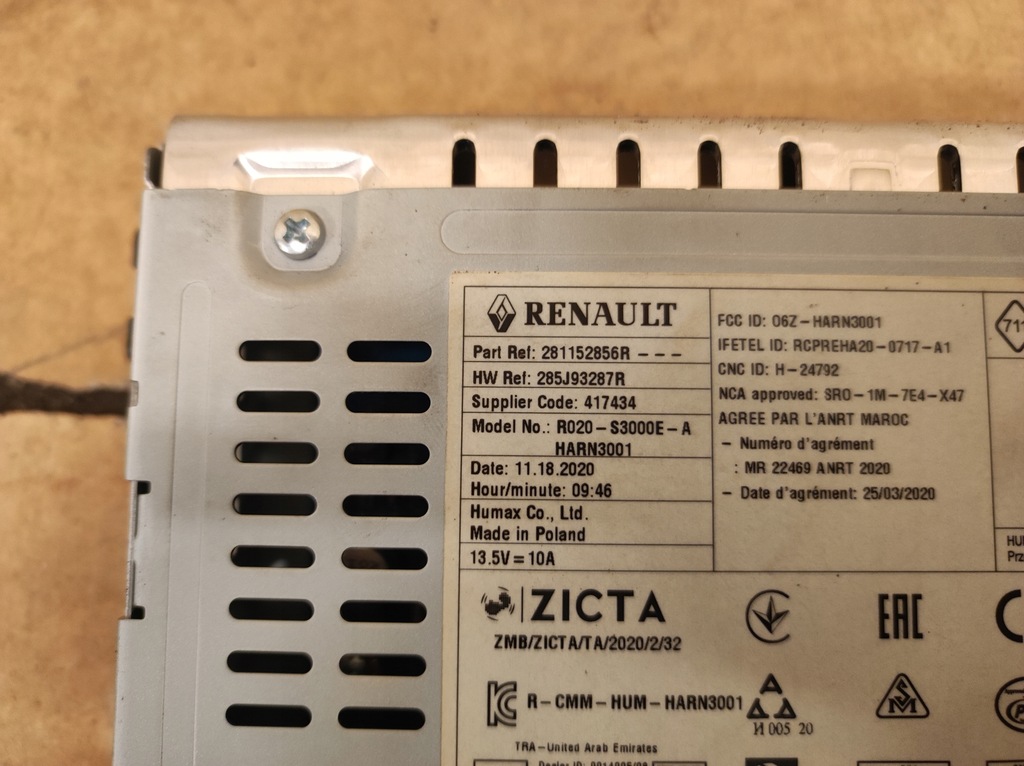 RENAULT
Part Ref: 281152856R - - -
HW Ref: 285J93287R
Supplier Code: 417434
Model No.: R020-S3000E-A
HARN3001
Date: 11.18.2020
Hour/minute: 09:46
Humax Co., Ltd.
Made in Poland
13.5V = 10A
FCC ID: O6Z-HARN3001
IFETEL ID: RCPREHA20-0717-A1
CNC ID: H-24792
NCA approved: SRO-1M-7E4-X47
AGREE PAR L'ANRT MAROC
- Numéro d'agrément
: MR 22469 ANRT 2020
- Date d'agrément: 25/03/2020
ZICTA
ZMB/ZICTA/TA/2020/2/32
EAC
R-CMM-HUM-HARN3001
И 005 20
TRA-United Arab Emirates